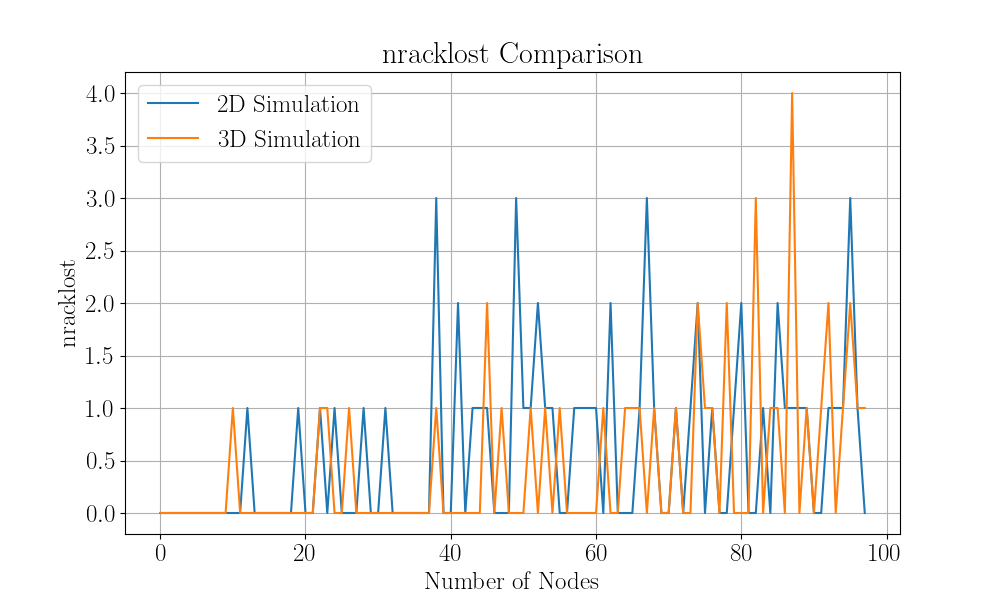 nracklost Comparison
4.0
3.5
3.0
2.5
2.0
1.5
1.0
0.5
0.0
nracklost
2D Simulation
3D Simulation
0 20 40 60 80 100
Number of Nodes